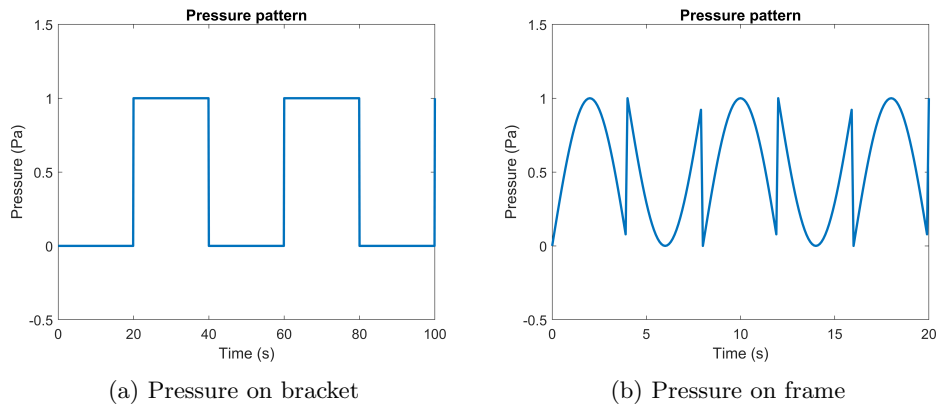 Pressure pattern
1.5
1
0.5
0
-0.5
Pressure (Pa)
0 20 40 60 80 100
Time (s)
(a) Pressure on bracket
Pressure pattern
1.5
1
0.5
0
-0.5
Pressure (Pa)
0 5 10 15 20
Time (s)
(b) Pressure on frame